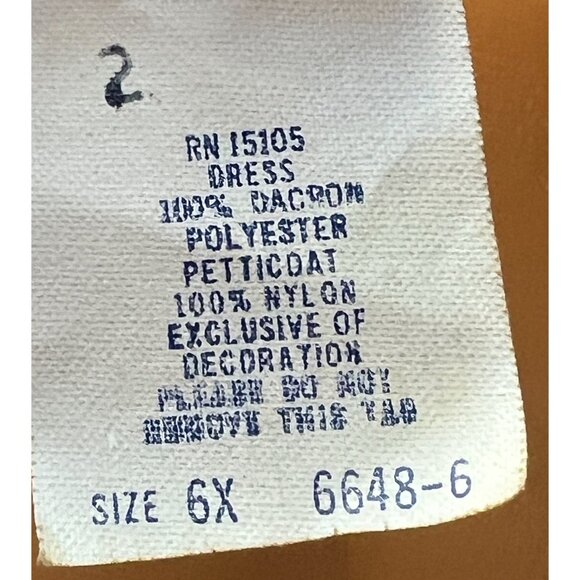 2
RN 15105
DRESS
100% DACRON
POLYESTER
PETTICOAT
100% NYLON
EXCLUSIVE OF
DECORATION
PLEASE DO NOT
REMOVE THIS TAB
SIZE 6X 6648-6